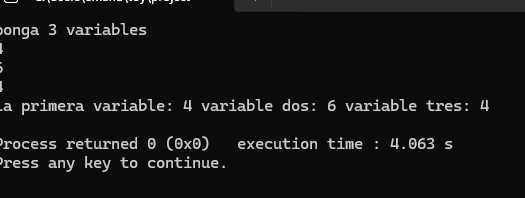 ponga 3 variables
4
6
4
la primera variable: 4 variable dos: 6 variable tres: 4
Process returned 0 (0x0)   execution time : 4.063 s
Press any key to continue.